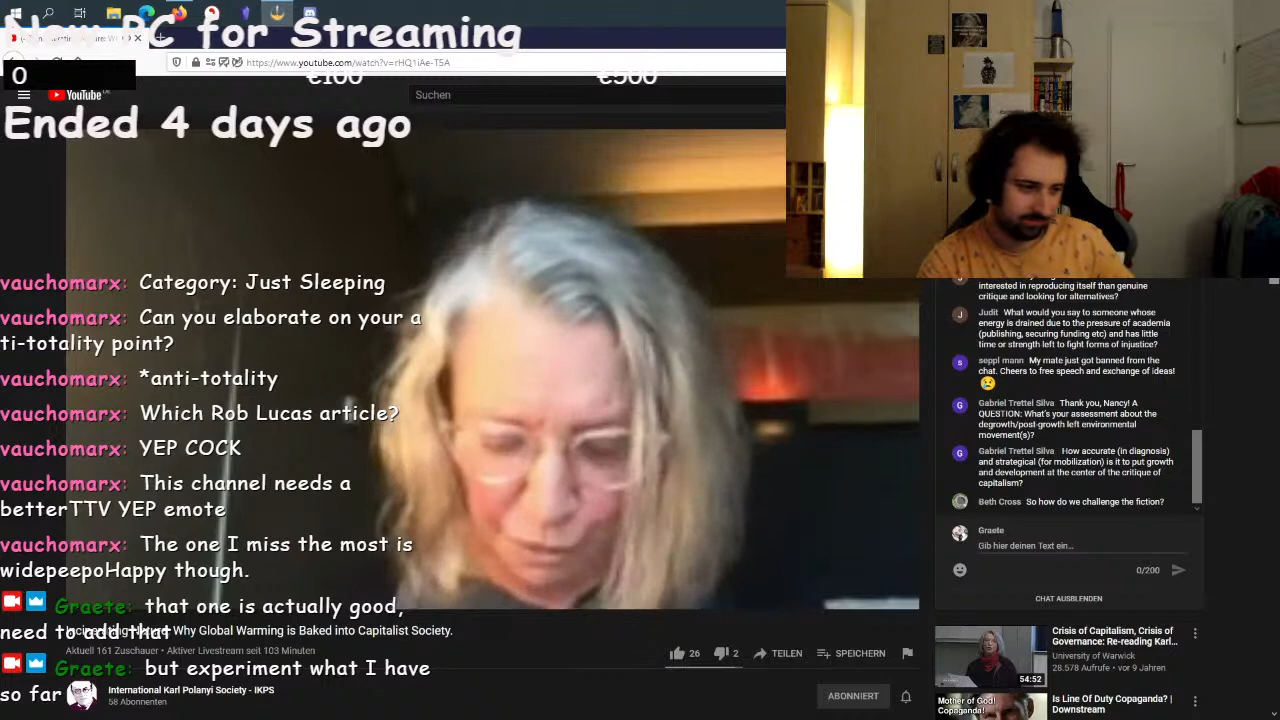 New PC for Streaming
https://www.youtube.com/watch?v=rHQ1iAe-T5A
0
€100
€500
YouTube
Suchen
Ended 4 days ago
vauchomarx: Category: Just Sleeping
vauchomarx: Can you elaborate on your a
ti-totality point?
vauchomarx: *anti-totality
vauchomarx: Which Rob Lucas article?
vauchomarx: YEP COCK
vauchomarx: This channel needs a
betterTTV YEP emote
vauchomarx: The one I miss the most is
widepeepoHappy though.
Graete: that one is actually good,
need to add that
Graete: but experiment what I have
so far
Why Global Warming is Baked into Capitalist Society.
Aktuell 161 Zuschauer • Aktiver Livestream seit 103 Minuten
26
2
TEILEN
SPEICHERN
International Karl Polanyi Society - IKPS
58 Abonnenten
ABONNIERT
interested in reproducing itself than genuine
critique and looking for alternatives?
J
Judit What would you say to someone whose
energy is drained due to the pressure of academia
(publishing, securing funding etc) and has little
time or strength left to fight forms of injustice?
s
seppl mann My mate just got banned from the
chat. Cheers to free speech and exchange of ideas!
G
Gabriel Trettel Silva Thank you, Nancy! A
QUESTION: What's your assessment about the
degrowth/post-growth left environmental
movement(s)?
G
Gabriel Trettel Silva How accurate (in diagnosis)
and strategical (for mobilization) is it to put growth
and development at the center of the critique of
capitalism?
Beth Cross So how do we challenge the fiction?
Graete
Gib hier deinen Text ein...
0/200
CHAT AUSBLENDEN
Crisis of Capitalism, Crisis of
Governance: Re-reading Karl...
University of Warwick
28.578 Aufrufe • vor 9 Jahren
54:52
Mother of God!
Copaganda!
Is Line Of Duty Copaganda? |
Downstream
Novara Media